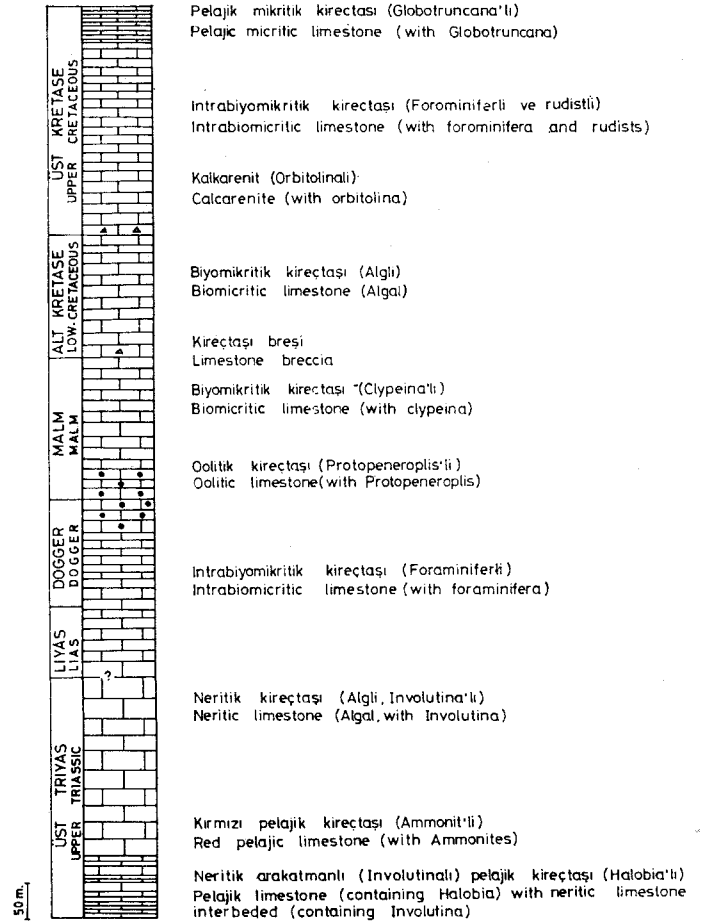 Pelajik mikritik kirectası (Globotruncana'lı)
Pelajic micritic limestone (with Globotruncana)
Intrabiyomikritik kirectası (Forominiferli ve rudistli)
Intrabiomicritic limestone (with forominifera and rudists)
Kalkarenit (Orbitolinali)
Calcarenite (with orbitolina)
ÜST KRETASE
UPPER CRETACEOUS
Biyomikritik kireçtaşı (Algli)
Biomicritic limestone (Algal)
Kireçtaşı breşi
Limestone breccia
ALT KRETASE
LOW. CRETACEOUS
Biyomikritik kireçtaşı (Clypeina'lı)
Biomicritic limestone (with clypeina)
Oolitik kireçtaşı (Protopeneroplis'li)
Oolitic limestone (with Protopeneroplis)
MALM
MALM
Intrabiyomikritik kireçtaşı (Foraminiferli)
Intrabiomicritic limestone (with foraminifera)
DOGGER
DOGGER
LIYAS
LIAS
?
Neritik kireçtaşı (Algli, Involutina'lı)
Neritic limestone (Algal, with Involutina)
Kırmızı pelajik kireçtaşı (Ammonit'li)
Red pelajic limestone (with Ammonites)
Neritik arakatmanlı (Involutinalı) pelajik kireçtaşı (Halobia'lı)
Pelajik limestone (containing Halobia) with neritic limestone
interbeded (containing Involutina)
ÜST TRIYAS
UPPER TRIASSIC
50 m.